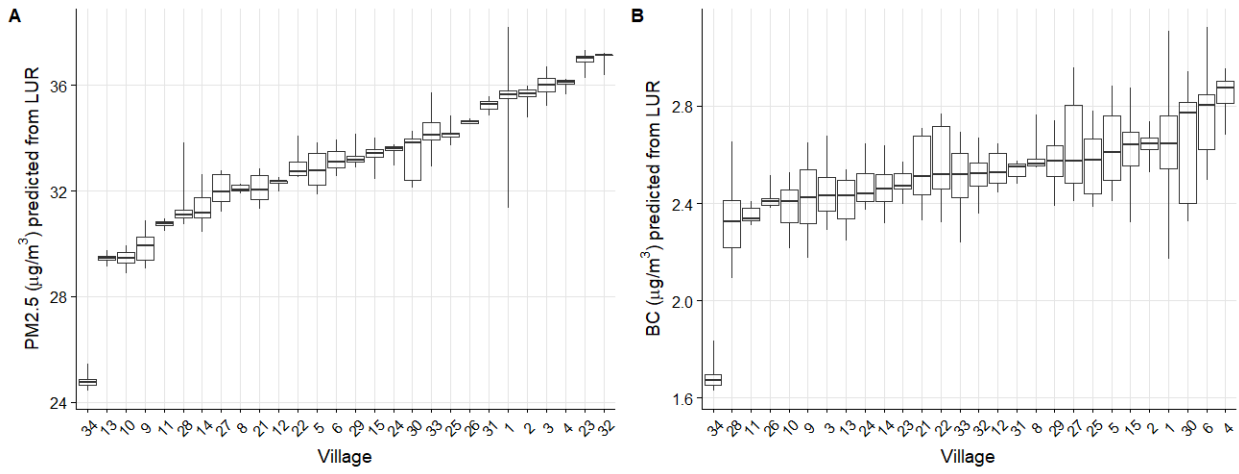 A
PM2.5 (μg/m³) predicted from LUR
36
32
28
24
34 13 10 9 11 28 14 27 8 21 12 22 5 6 29 15 24 30 33 25 26 31 1 2 3 4 23 32
Village
B
BC (μg/m³) predicted from LUR
2.8
2.4
2.0
1.6
34 28 11 26 10 9 3 13 24 14 23 21 22 33 32 12 31 8 29 27 25 5 15 2 1 30 6 4
Village